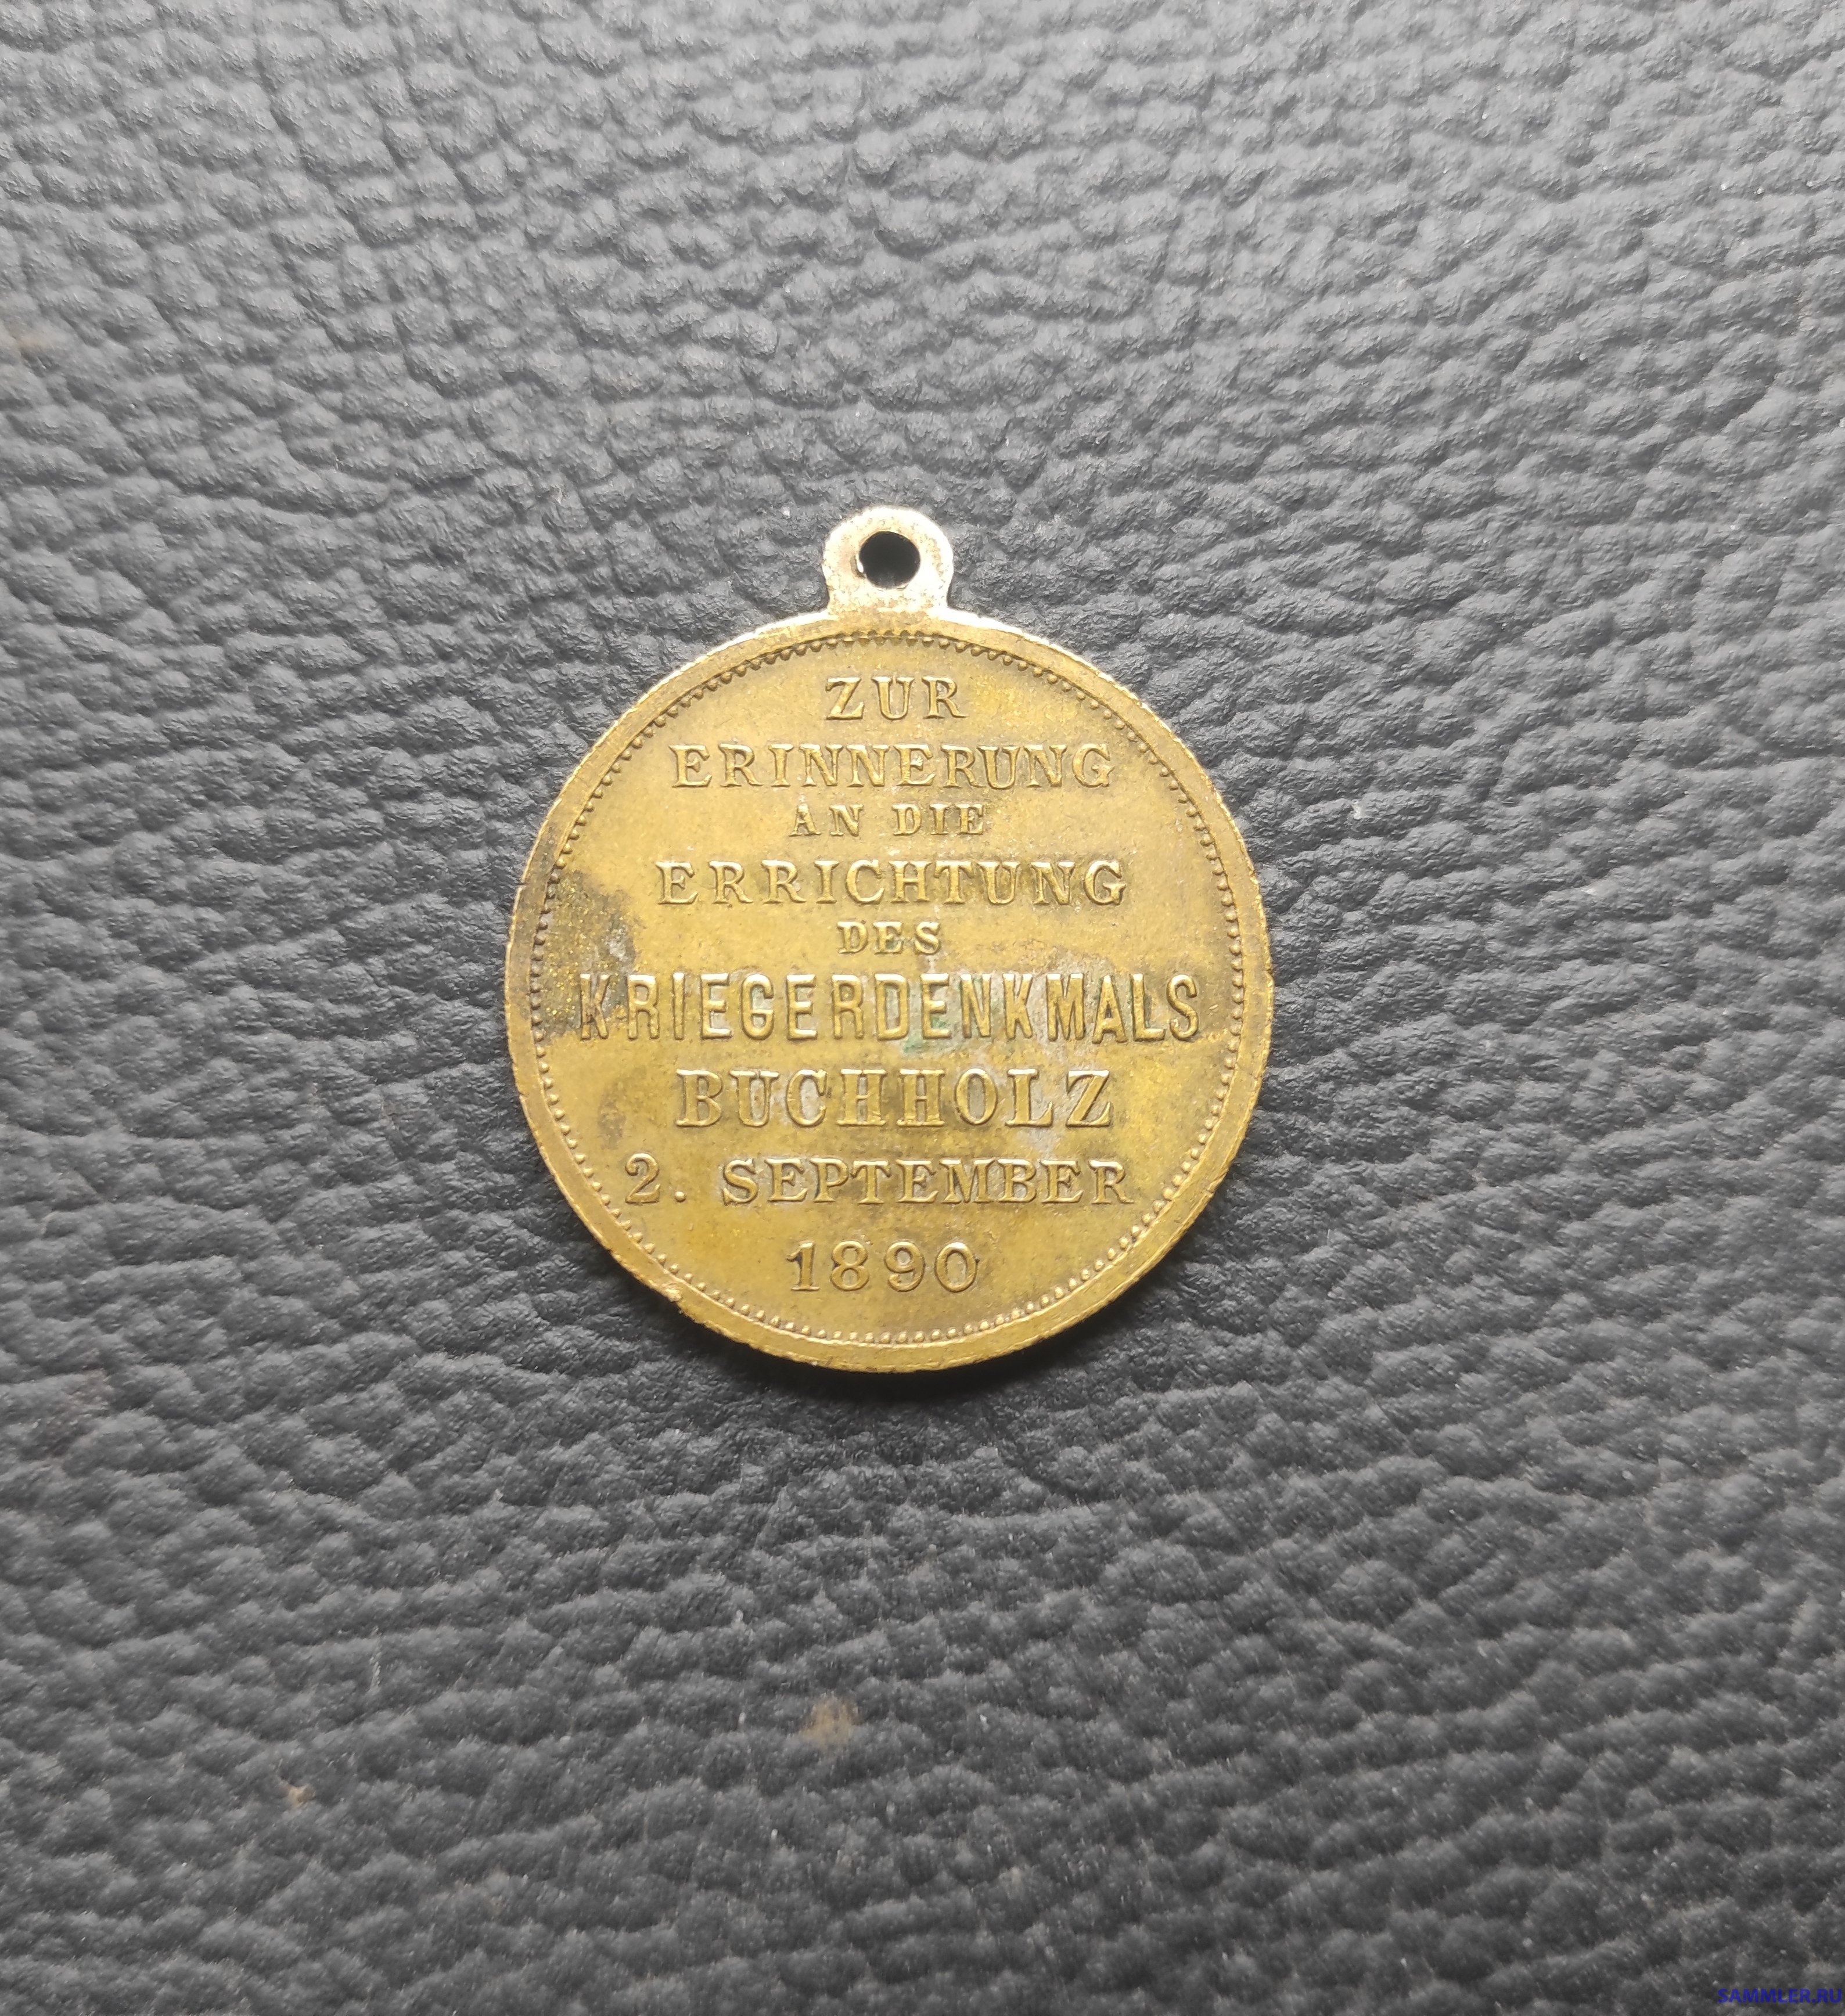 ZUR
ERINNERUNG
AN DIE
ERRICHTUNG
DES
KRIEGERDENKMALS
BUCHHOLZ
2. SEPTEMBER
1890
SAMMLER.RU